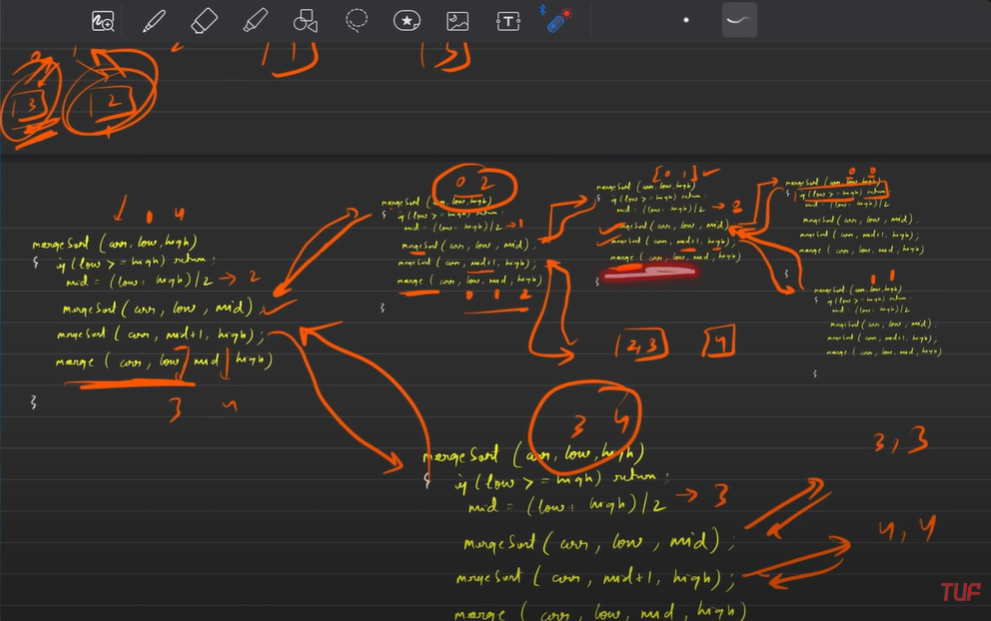 3
2
0 4
mergeSort (arr, low, high)
{
if (low >= high) return;
mid = (low + high)/2 → 2
mergeSort (arr, low, mid);
mergeSort (arr, mid+1, high);
merge (arr, low, mid, high)
}
3 4
0 2
mergeSort (arr, low, high)
if (low >= high) return;
mid = (low + high)/2 → 1
mergeSort (arr, low, mid);
mergeSort (arr, mid+1, high);
merge (arr, low, mid, high)
}
0 1 2
[0 1]
mergeSort (arr, low, high)
if (low >= high) return;
mid = (low + high)/2
mergeSort (arr, low, mid);
mergeSort (arr, mid+1, high);
merge (arr, low, mid, high)
}
0 0
mergeSort (arr, low, high)
if (low >= high) return;
mid = (low + high)/2
mergeSort (arr, low, mid);
mergeSort (arr, mid+1, high);
merge (arr, low, mid, high)
}
1 1
mergeSort (arr, low, high)
{
if (low >= high) return;
mid = (low + high)/2
mergeSort (arr, low, mid);
mergeSort (arr, mid+1, high);
merge (arr, low, mid, high)
}
2,3 4
3 4
mergeSort (arr, low, high)
{
if (low >= high) return;
mid = (low + high)/2 → 3
mergeSort (arr, low, mid);
mergeSort (arr, mid+1, high);
merge (arr, low, mid, high)
3, 3
4, 4
TUF